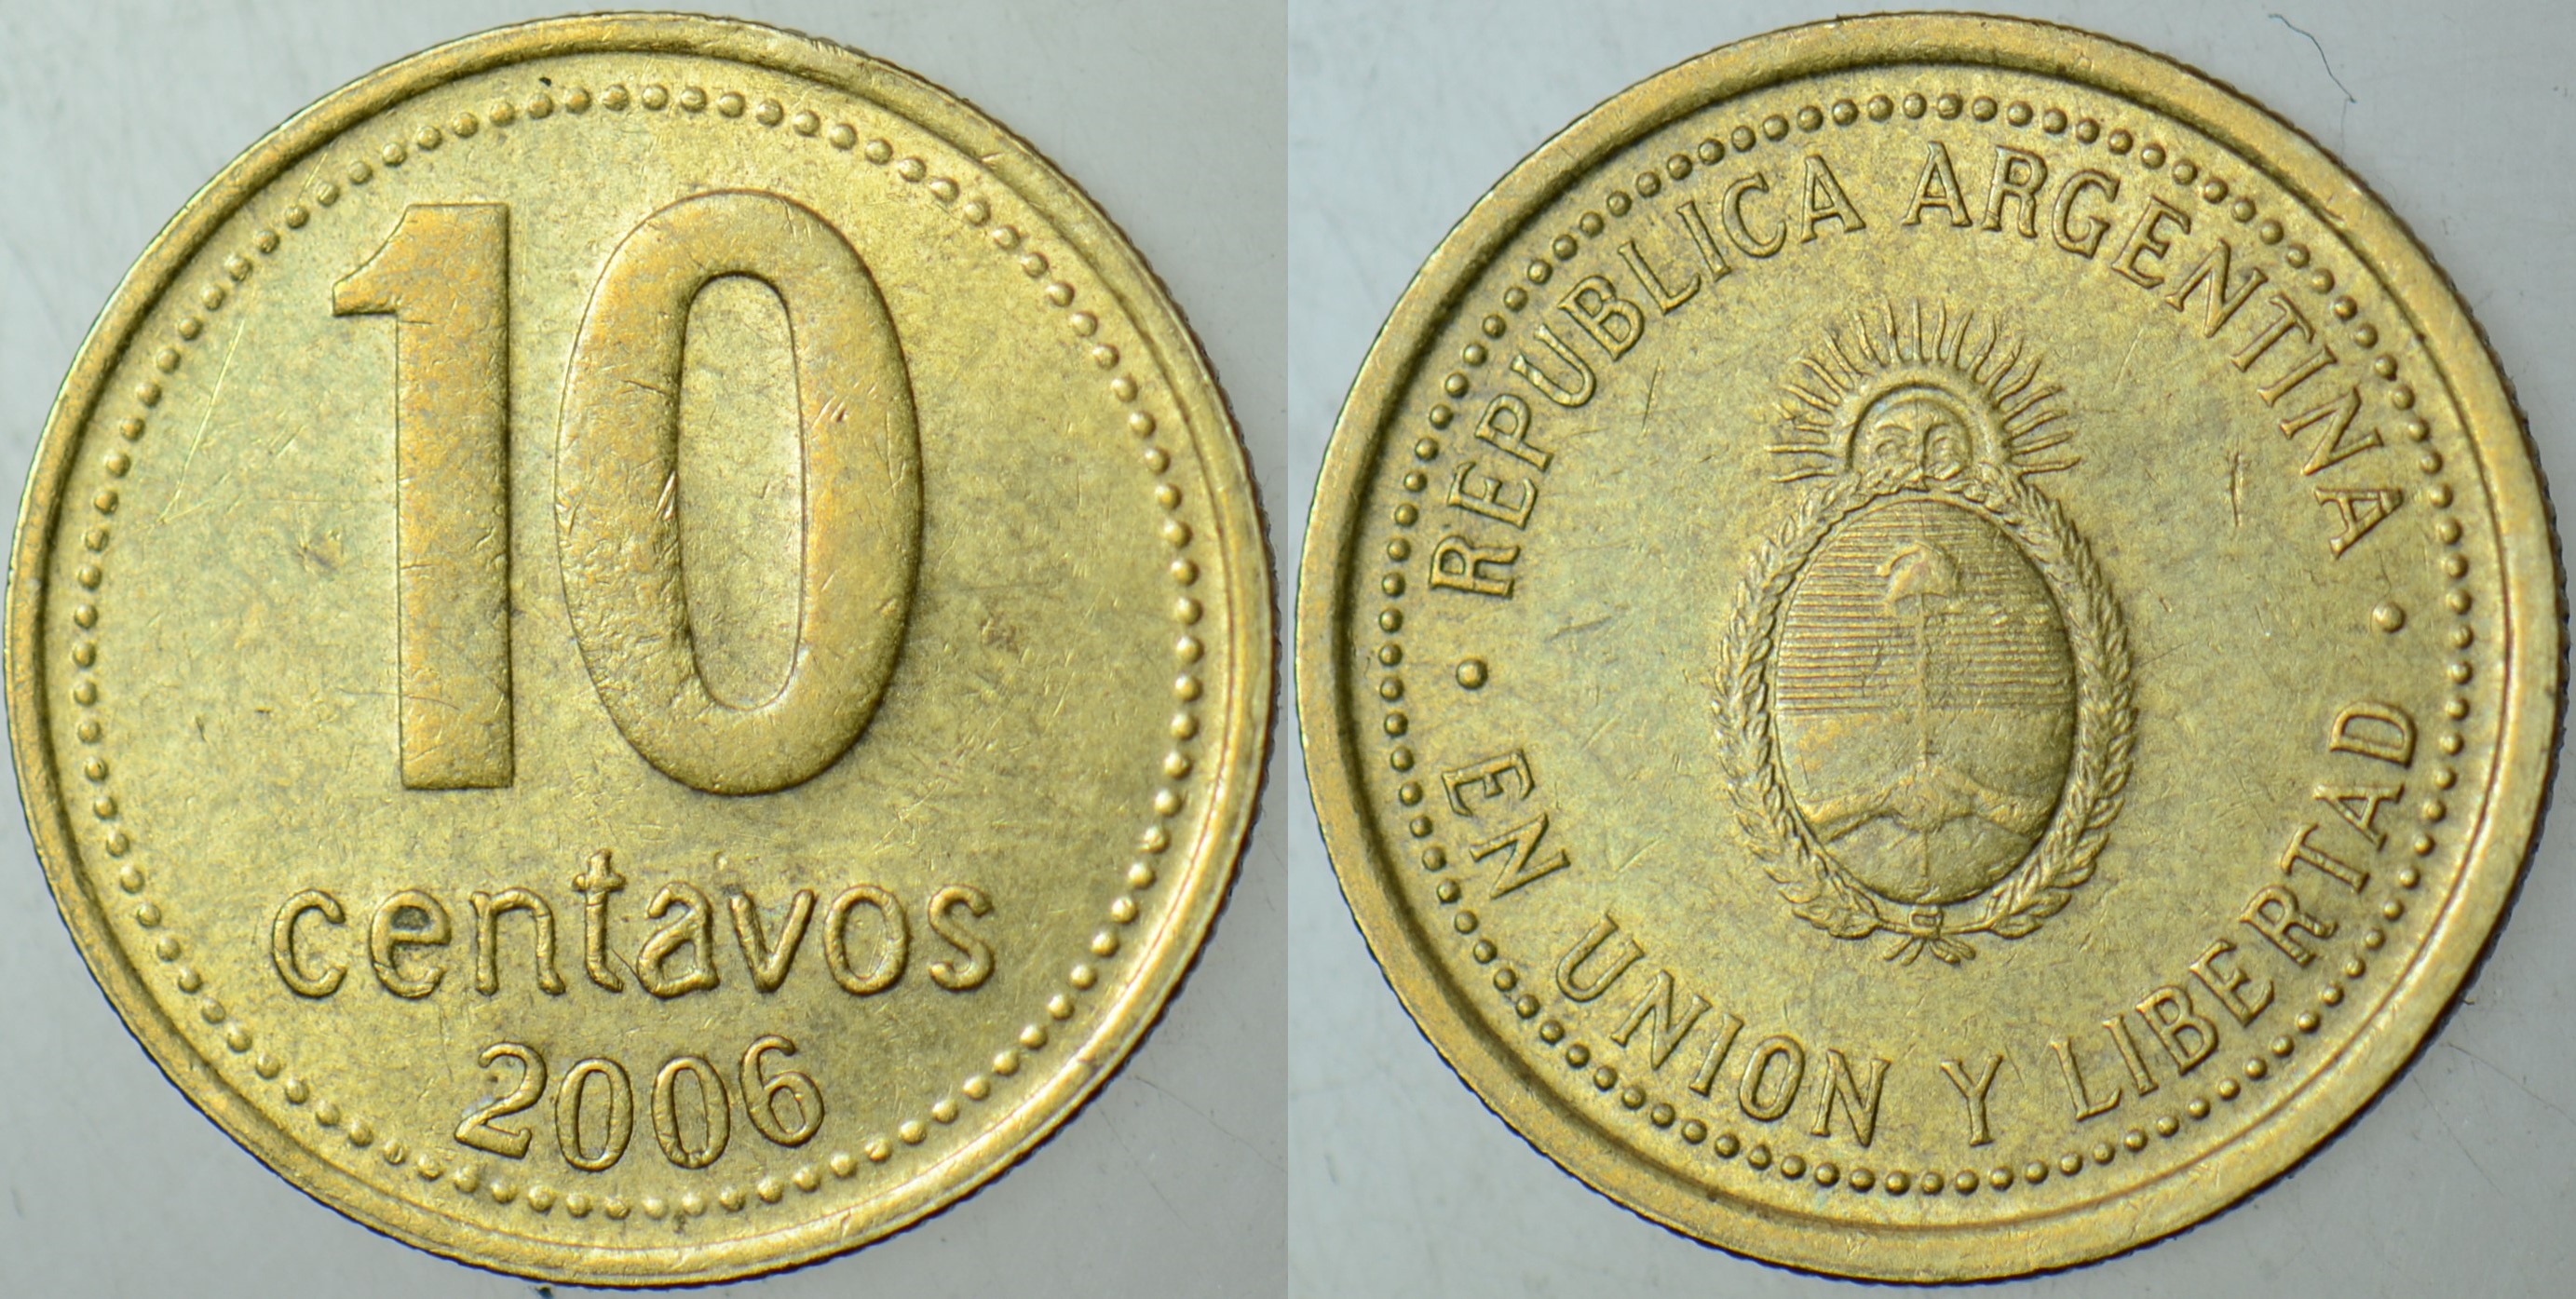 10
centavos
2006
• REPUBLICA ARGENTINA •
EN UNION Y LIBERTAD